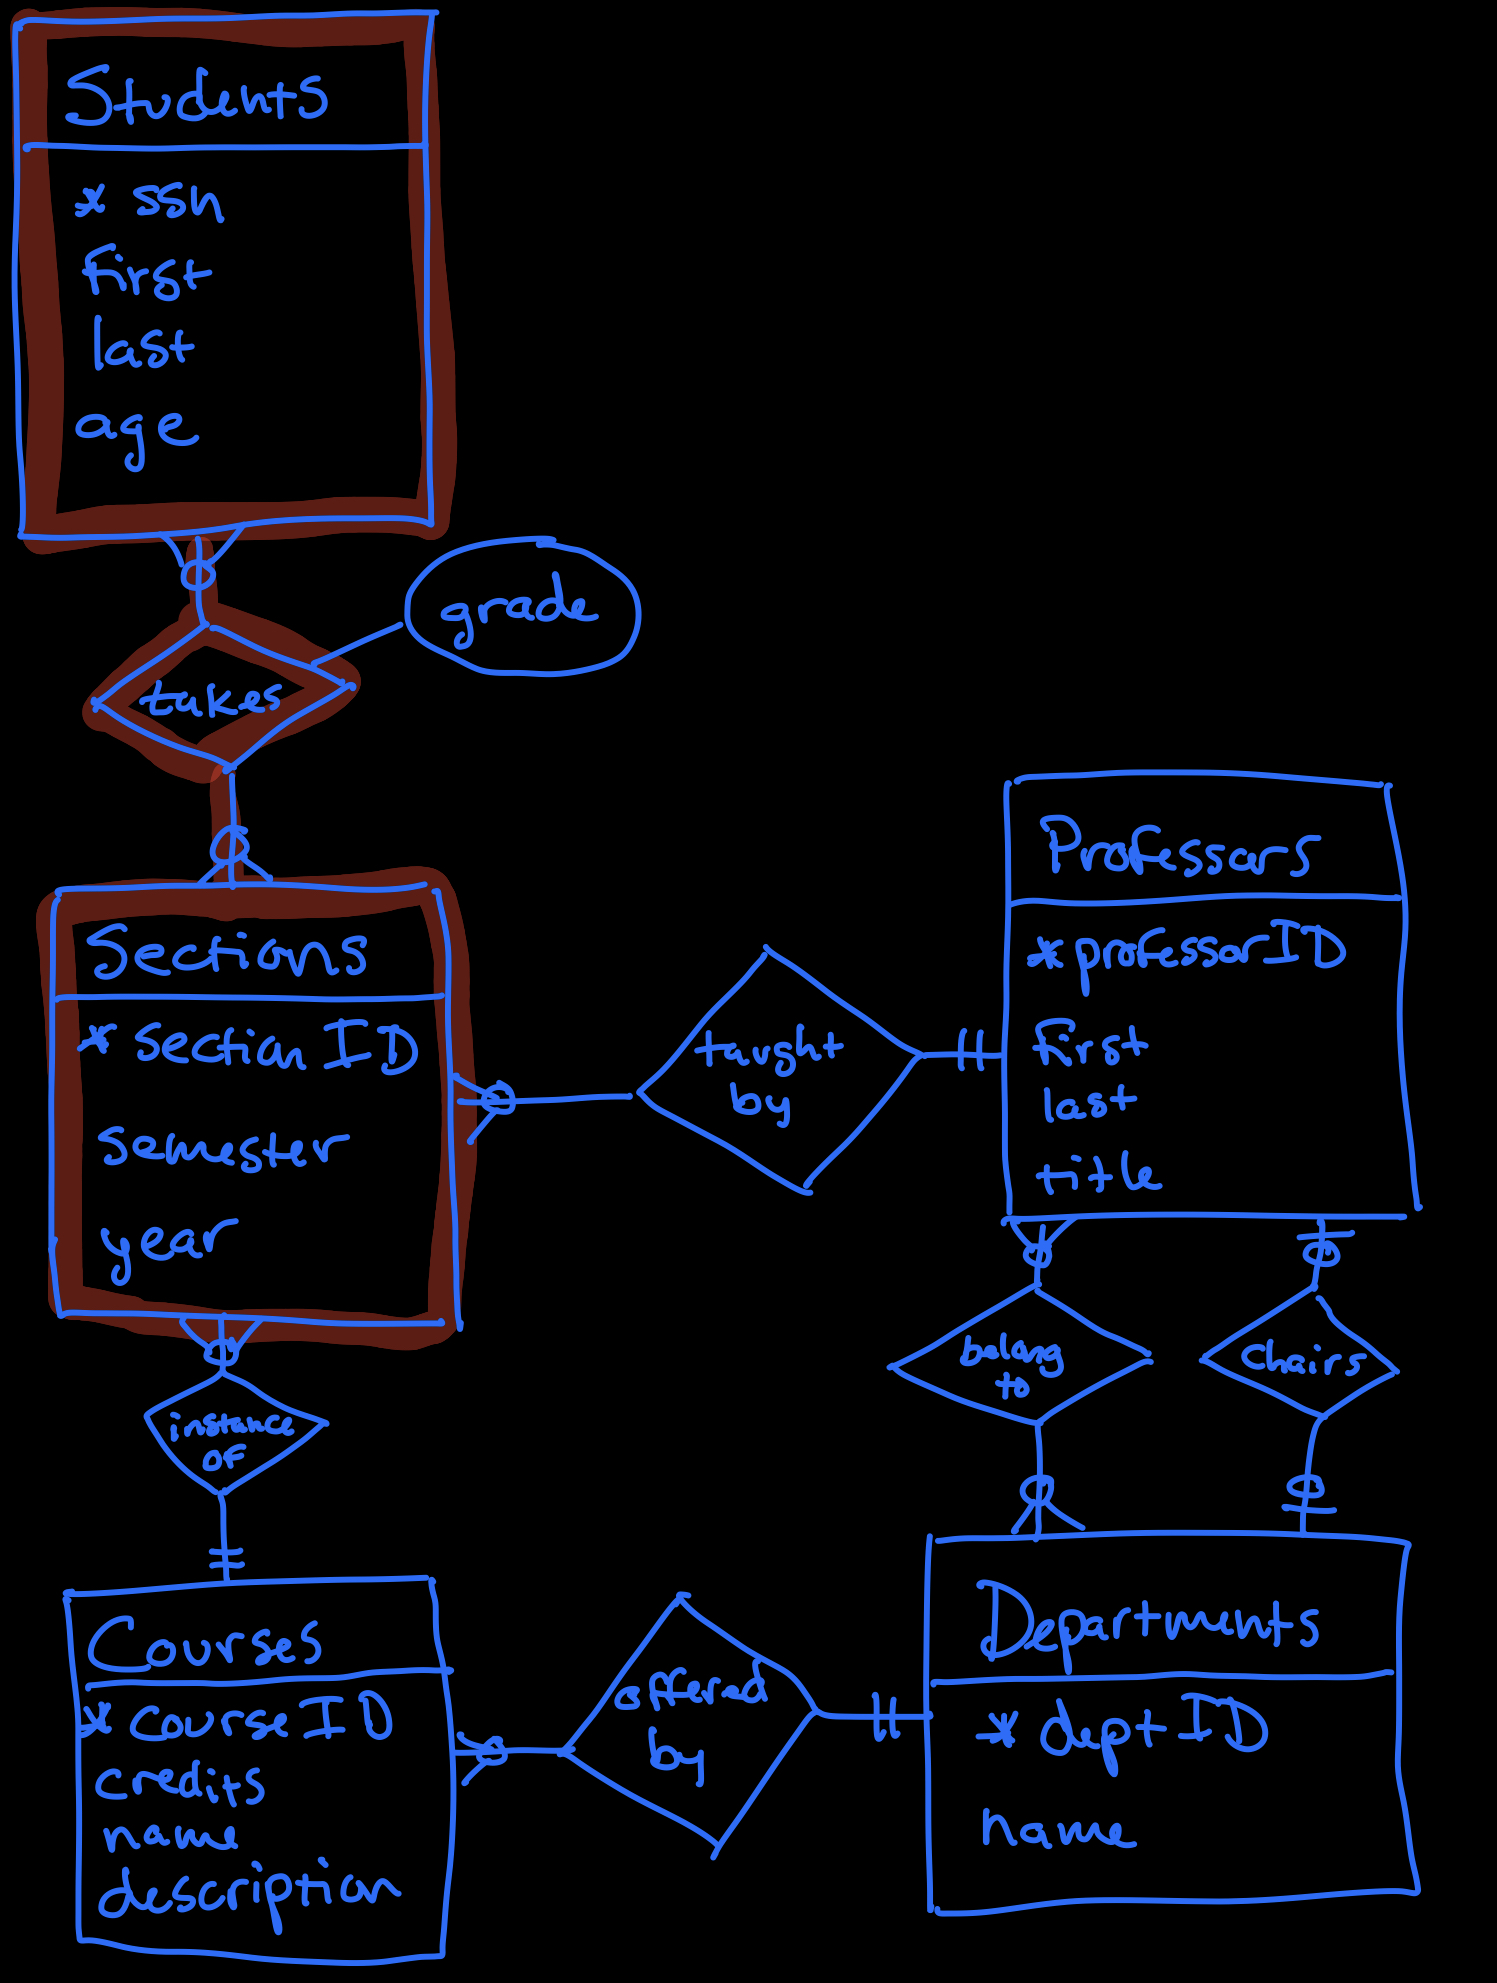 Students
* ssn
first
last
age
grade
takes
Sections
* section ID
semester
year
taught
by
Professors
* professor ID
first
last
title
instance
of
belong
to
chairs
Courses
* course ID
credits
name
description
offered
by
Departments
* dept ID
name